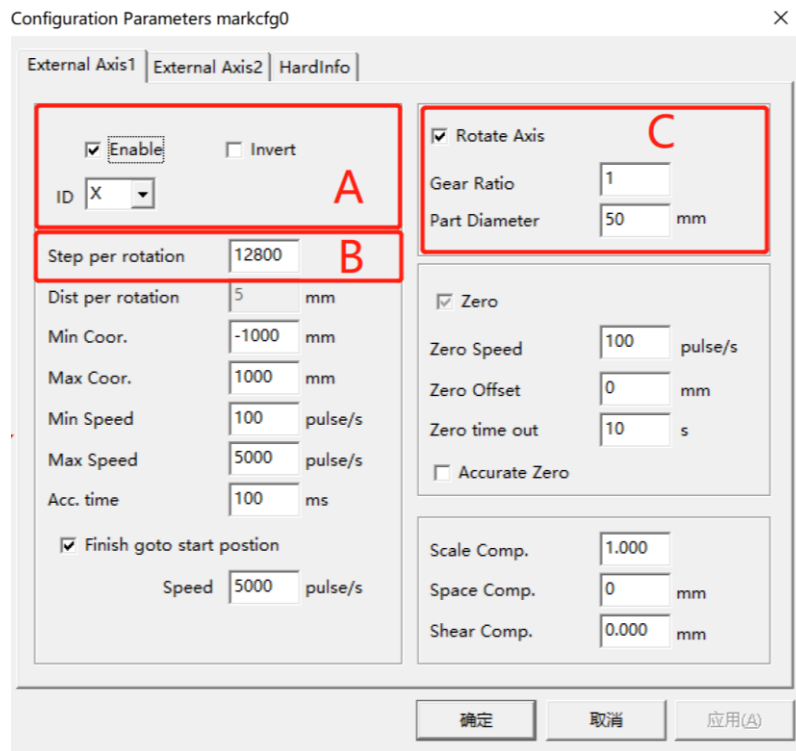 Configuration Parameters markcfg0
External Axis1 External Axis2 HardInfo
Enable Invert
ID X
A
Step per rotation 12800
B
Dist per rotation 5 mm
Min Coor. -1000 mm
Max Coor. 1000 mm
Min Speed 100 pulse/s
Max Speed 5000 pulse/s
Acc. time 100 ms
Finish goto start postion
Speed 5000 pulse/s
Rotate Axis
C
Gear Ratio 1
Part Diameter 50 mm
Zero
Zero Speed 100 pulse/s
Zero Offset 0 mm
Zero time out 10 s
Accurate Zero
Scale Comp. 1.000
Space Comp. 0 mm
Shear Comp. 0.000 mm
确定 取消 应用(A)